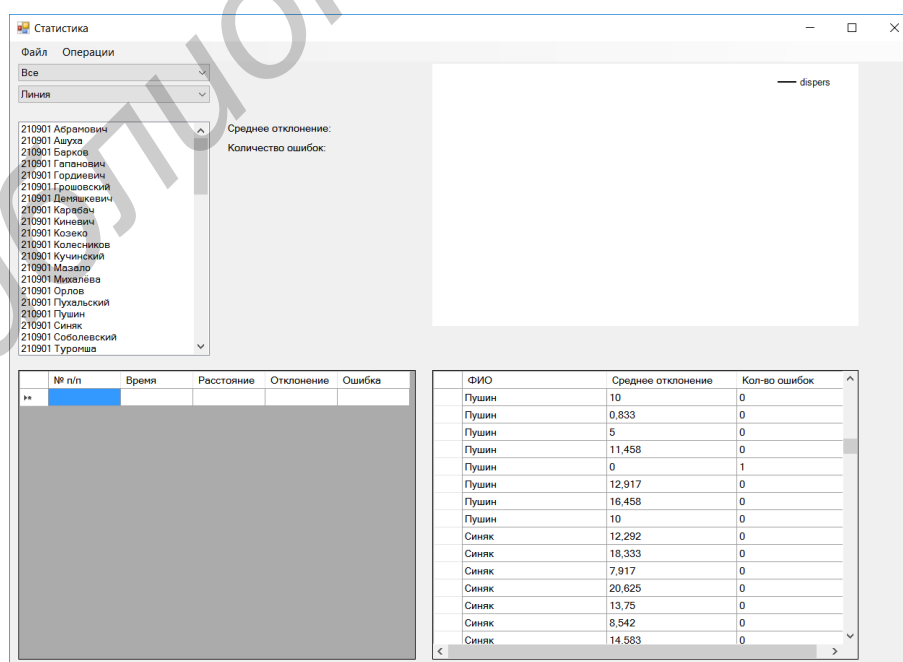 Статистика
Файл Операции
Все
Линия
dispers
210901 Абрамович
210901 Ашуха
210901 Барков
210901 Гапанович
210901 Гордиевич
210901 Грошовский
210901 Демяшкевич
210901 Карабач
210901 Киневич
210901 Козеко
210901 Колесников
210901 Кучинский
210901 Мазало
210901 Михалёва
210901 Орлов
210901 Пухальский
210901 Пушин
210901 Синяк
210901 Соболевский
210901 Туромша
Среднее отклонение:
Количество ошибок:
№ п/п Время Расстояние Отклонение Ошибка
ФИО Среднее отклонение Кол-во ошибок
Пушин 10 0
Пушин 0,833 0
Пушин 5 0
Пушин 11,458 0
Пушин 0 1
Пушин 12,917 0
Пушин 16,458 0
Пушин 10 0
Синяк 12,292 0
Синяк 18,333 0
Синяк 7,917 0
Синяк 20,625 0
Синяк 13,75 0
Синяк 8,542 0
Синяк 14,583 0